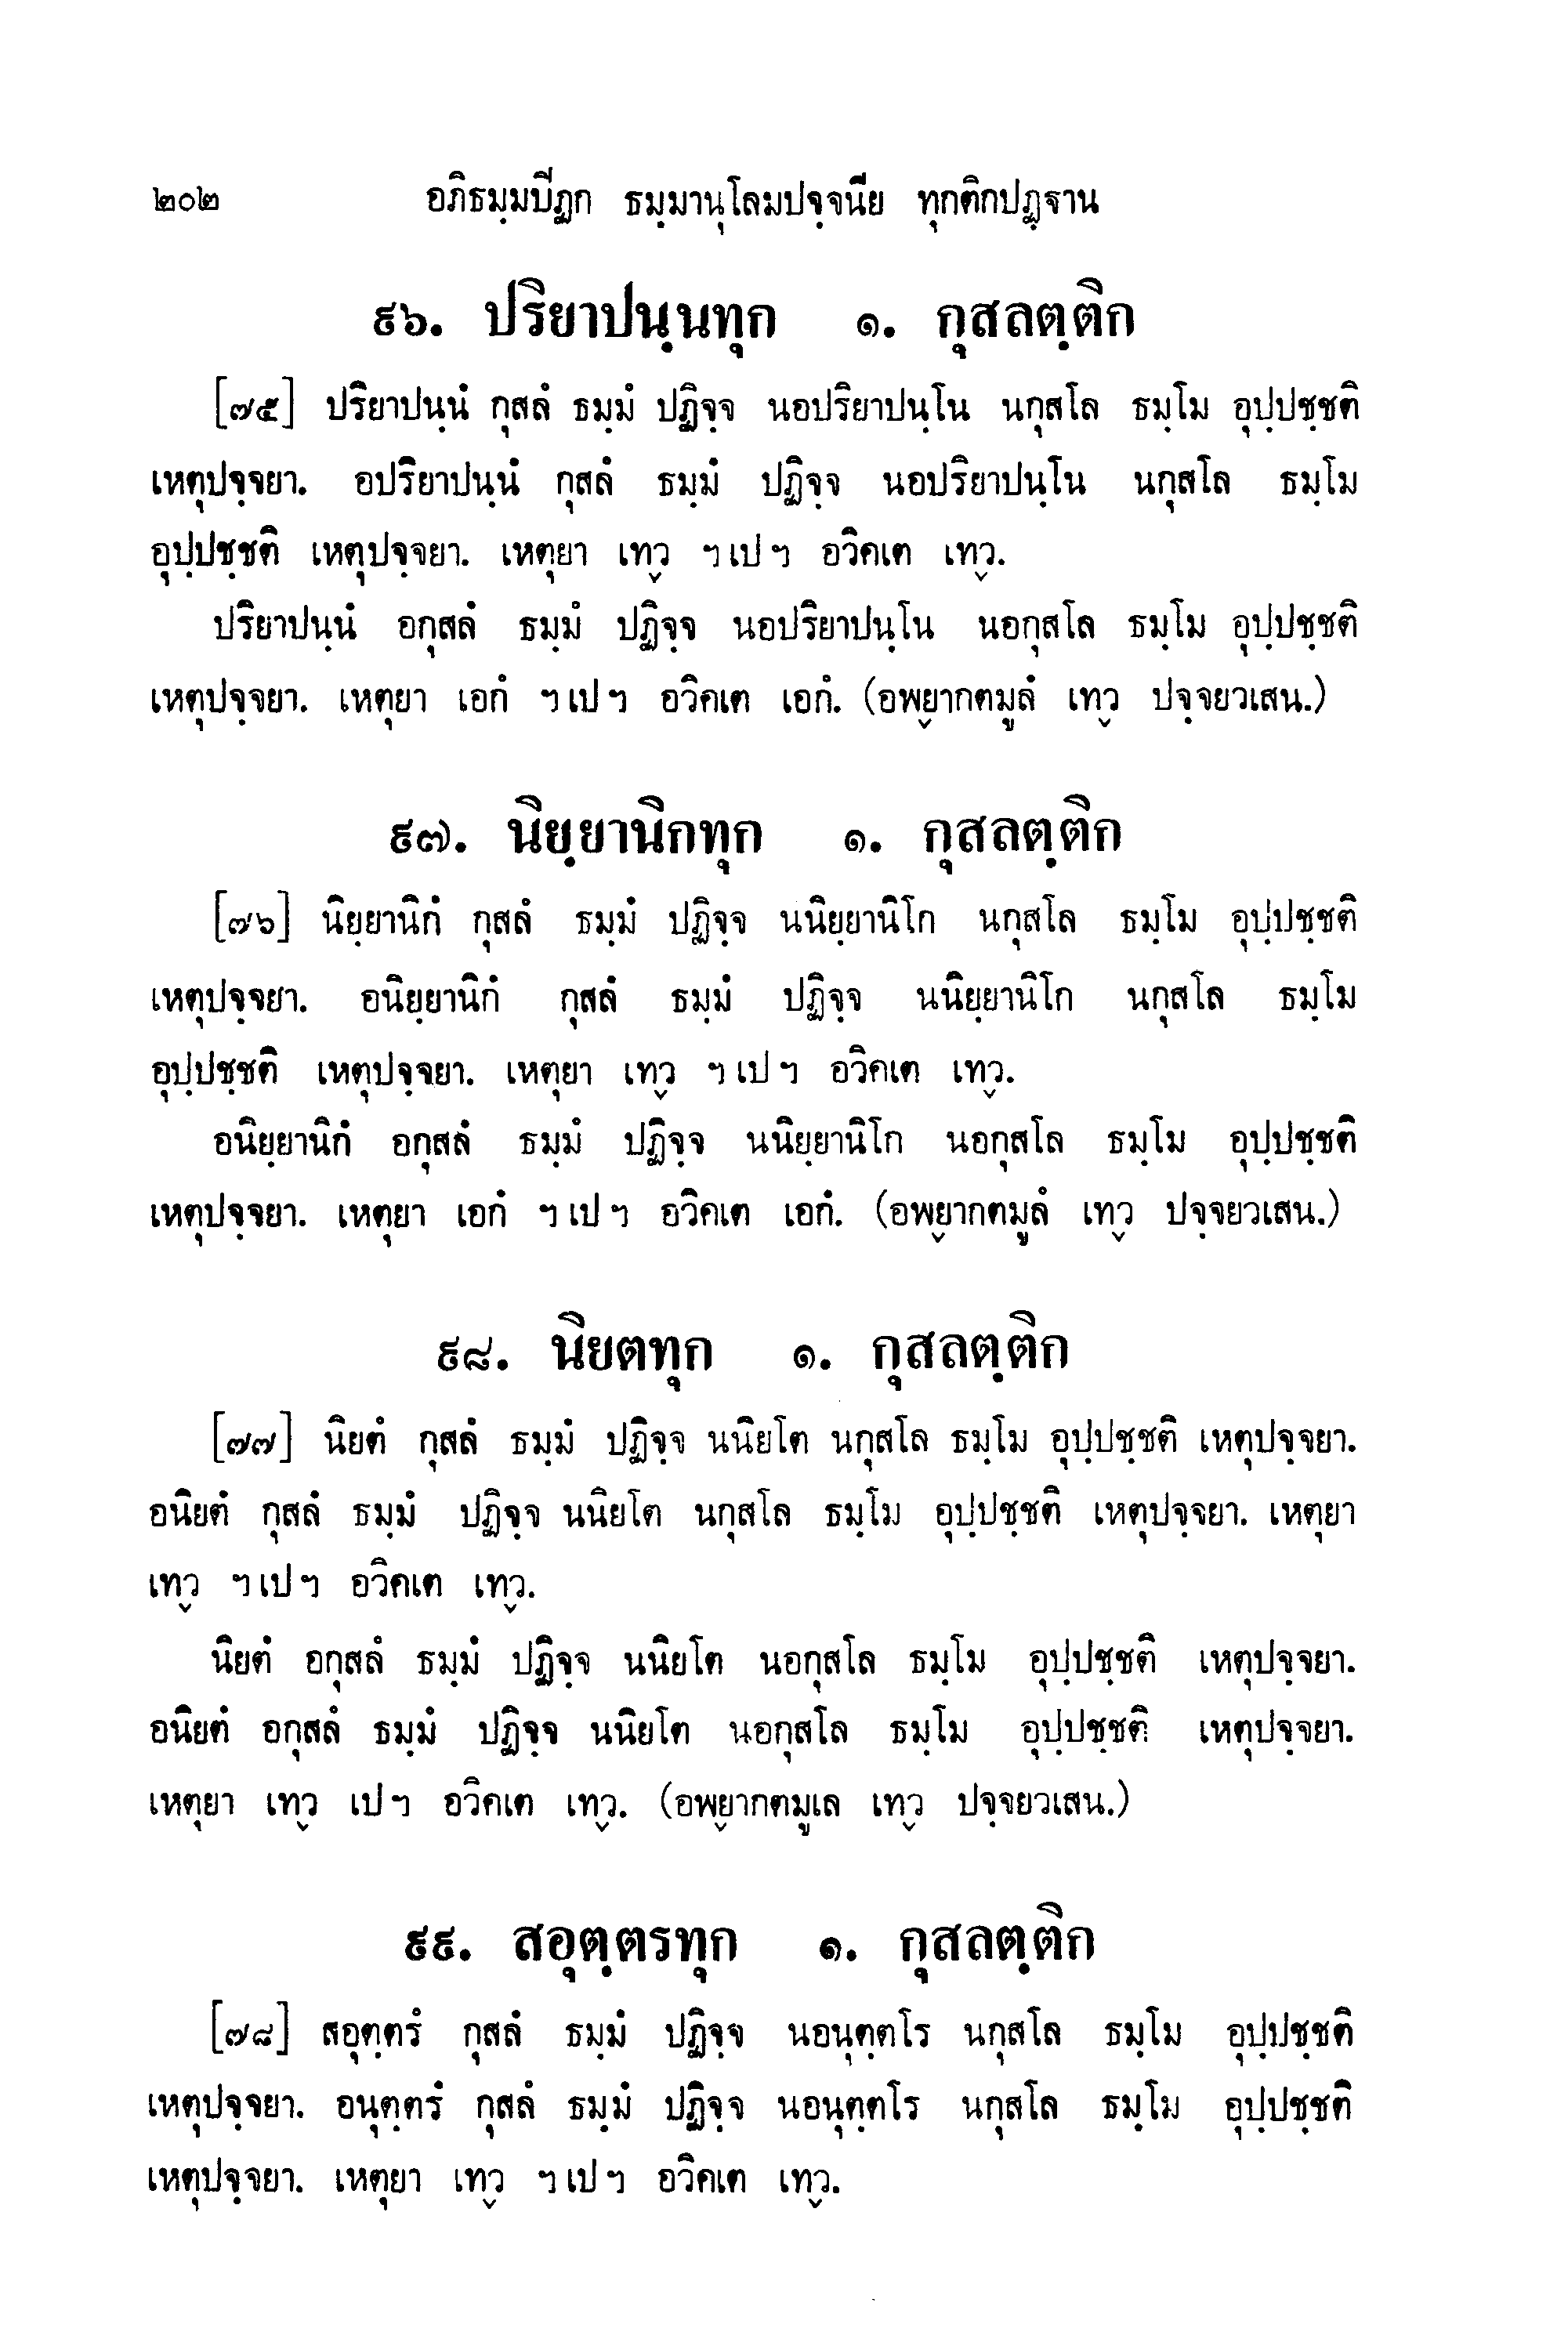 ๒๐๒ อภิธมฺมปิฏก ธมฺมานุโลมปจฺจนีย ทุกติกปฏฺฐาน
๙๖. ปริยาปนฺนทุก ๑. กุสลตฺติก
[๗๕] ปริยาปนฺนํ กุสลํ ธมฺมํ ปฏิจฺจ นอปริยาปนฺโน นกุสโล ธมฺโม อุปฺปชฺชติ
เหตุปจฺจยา. อปริยาปนฺนํ กุสลํ ธมฺมํ ปฏิจฺจ นอปริยาปนฺโน นกุสโล ธมฺโม
อุปฺปชฺชติ เหตุปจฺจยา. เหตุยา เทฺว ฯ เป ฯ อวิคเต เทฺว.
ปริยาปนฺนํ อกุสลํ ธมฺมํ ปฏิจฺจ นอปริยาปนฺโน นอกุสโล ธมฺโม อุปฺปชฺชติ
เหตุปจฺจยา. เหตุยา เอกํ ฯ เป ฯ อวิคเต เอกํ. (อพฺยากตมูลํ เทฺว ปจฺจยวเสน.)
๙๗. นิยฺยานิกทุก ๑. กุสลตฺติก
[๗๖] นิยฺยานิกํ กุสลํ ธมฺมํ ปฏิจฺจ นนิยฺยานิโก นกุสโล ธมฺโม อุปฺปชฺชติ
เหตุปจฺจยา. อนิยฺยานิกํ กุสลํ ธมฺมํ ปฏิจฺจ นนิยฺยานิโก นกุสโล ธมฺโม
อุปฺปชฺชติ เหตุปจฺจยา. เหตุยา เทฺว ฯ เป ฯ อวิคเต เทฺว.
อนิยฺยานิกํ อกุสลํ ธมฺมํ ปฏิจฺจ นนิยฺยานิโก นอกุสโล ธมฺโม อุปฺปชฺชติ
เหตุปจฺจยา. เหตุยา เอกํ ฯ เป ฯ อวิคเต เอกํ. (อพฺยากตมูลํ เทฺว ปจฺจยวเสน.)
๙๘. นิยตทุก ๑. กุสลตฺติก
[๗๗] นิยตํ กุสลํ ธมฺมํ ปฏิจฺจ นนิยโต นกุสโล ธมฺโม อุปฺปชฺชติ เหตุปจฺจยา.
อนิยตํ กุสลํ ธมฺมํ ปฏิจฺจ นนิยโต นกุสโล ธมฺโม อุปฺปชฺชติ เหตุปจฺจยา. เหตุยา
เทฺว ฯ เป ฯ อวิคเต เทฺว.
นิยตํ อกุสลํ ธมฺมํ ปฏิจฺจ นนิยโต นอกุสโล ธมฺโม อุปฺปชฺชติ เหตุปจฺจยา.
อนิยตํ อกุสลํ ธมฺมํ ปฏิจฺจ นนิยโต นอกุสโล ธมฺโม อุปฺปชฺชติ เหตุปจฺจยา.
เหตุยา เทฺว เป ฯ อวิคเต เทฺว. (อพฺยากตมูเล เทฺว ปจฺจยวเสน.)
๙๙. สอุตฺตรทุก ๑. กุสลตฺติก
[๗๘] สอุตฺตรํ กุสลํ ธมฺมํ ปฏิจฺจ นอนุตฺตโร นกุสโล ธมฺโม อุปฺปชฺชติ
เหตุปจฺจยา. อนุตฺตรํ กุสลํ ธมฺมํ ปฏิจฺจ นอนุตฺตโร นกุสโล ธมฺโม อุปฺปชฺชติ
เหตุปจฺจยา. เหตุยา เทฺว ฯ เป ฯ อวิคเต เทฺว.